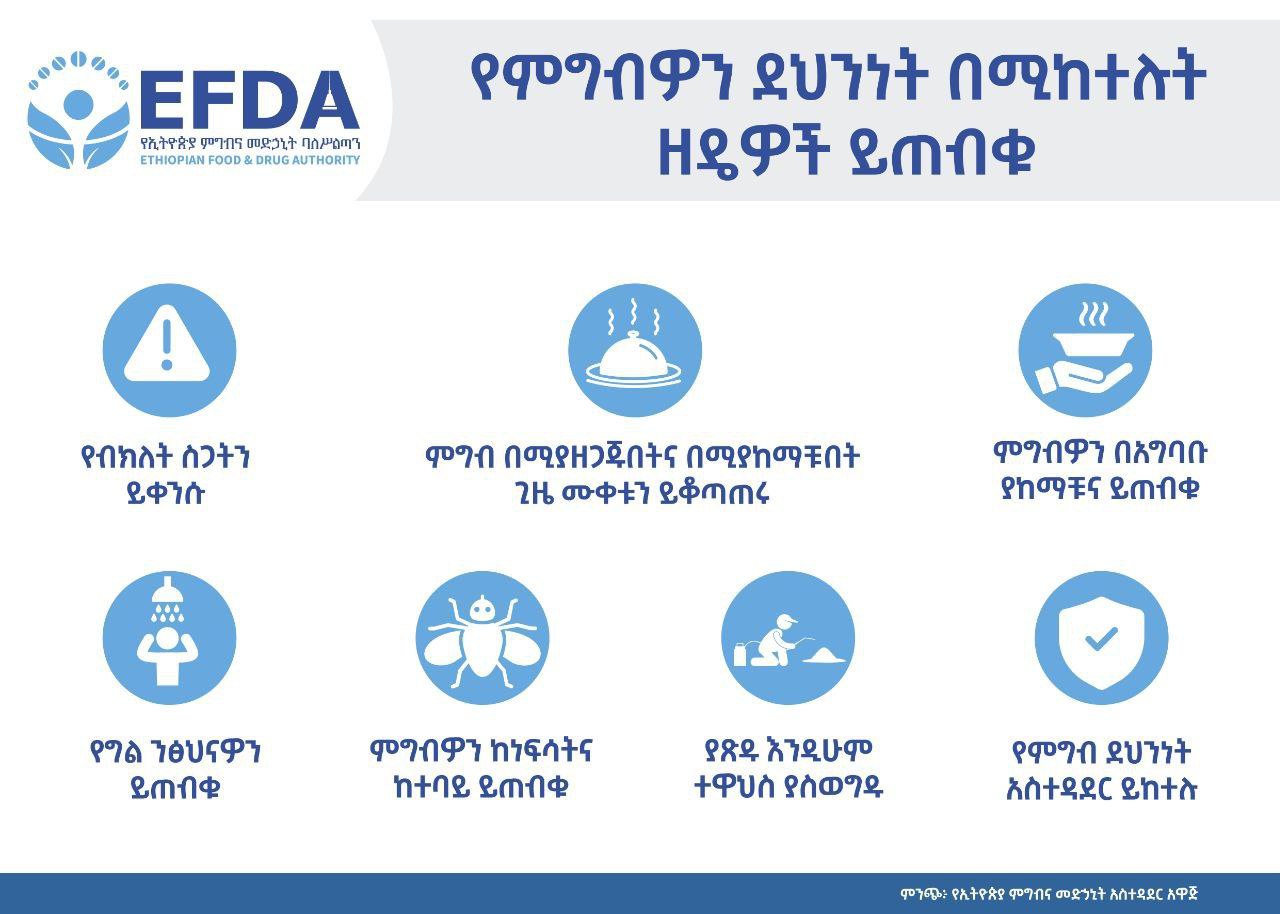 EFDA
የኢትዮጵያ ምግብና መድኃኒት ባለሥልጣን
ETHIOPIAN FOOD & DRUG AUTHORITY
የምግብዎን ደህንነት በሚከተሉት
ዘዴዎች ይጠብቁ
የብክለት ስጋትን
ይቀንሱ
ምግብ በሚያዘጋጁበትና በሚያከማቹበት
ጊዜ ሙቀቱን ይቆጣጠሩ
ምግብዎን በአግባቡ
ያከማቹና ይጠብቁ
የግል ንፅህናዎን
ይጠብቁ
ምግብዎን ከነፍሳትና
ከተባይ ይጠብቁ
ያጽዱ እንዲሁም
ተዋህስ ያስወግዱ
የምግብ ደህንነት
አስተዳደር ይከተሉ
ምንጭ፡ የኢትዮጵያ ምግብና መድኃኒት አስተዳደር አዋጅ